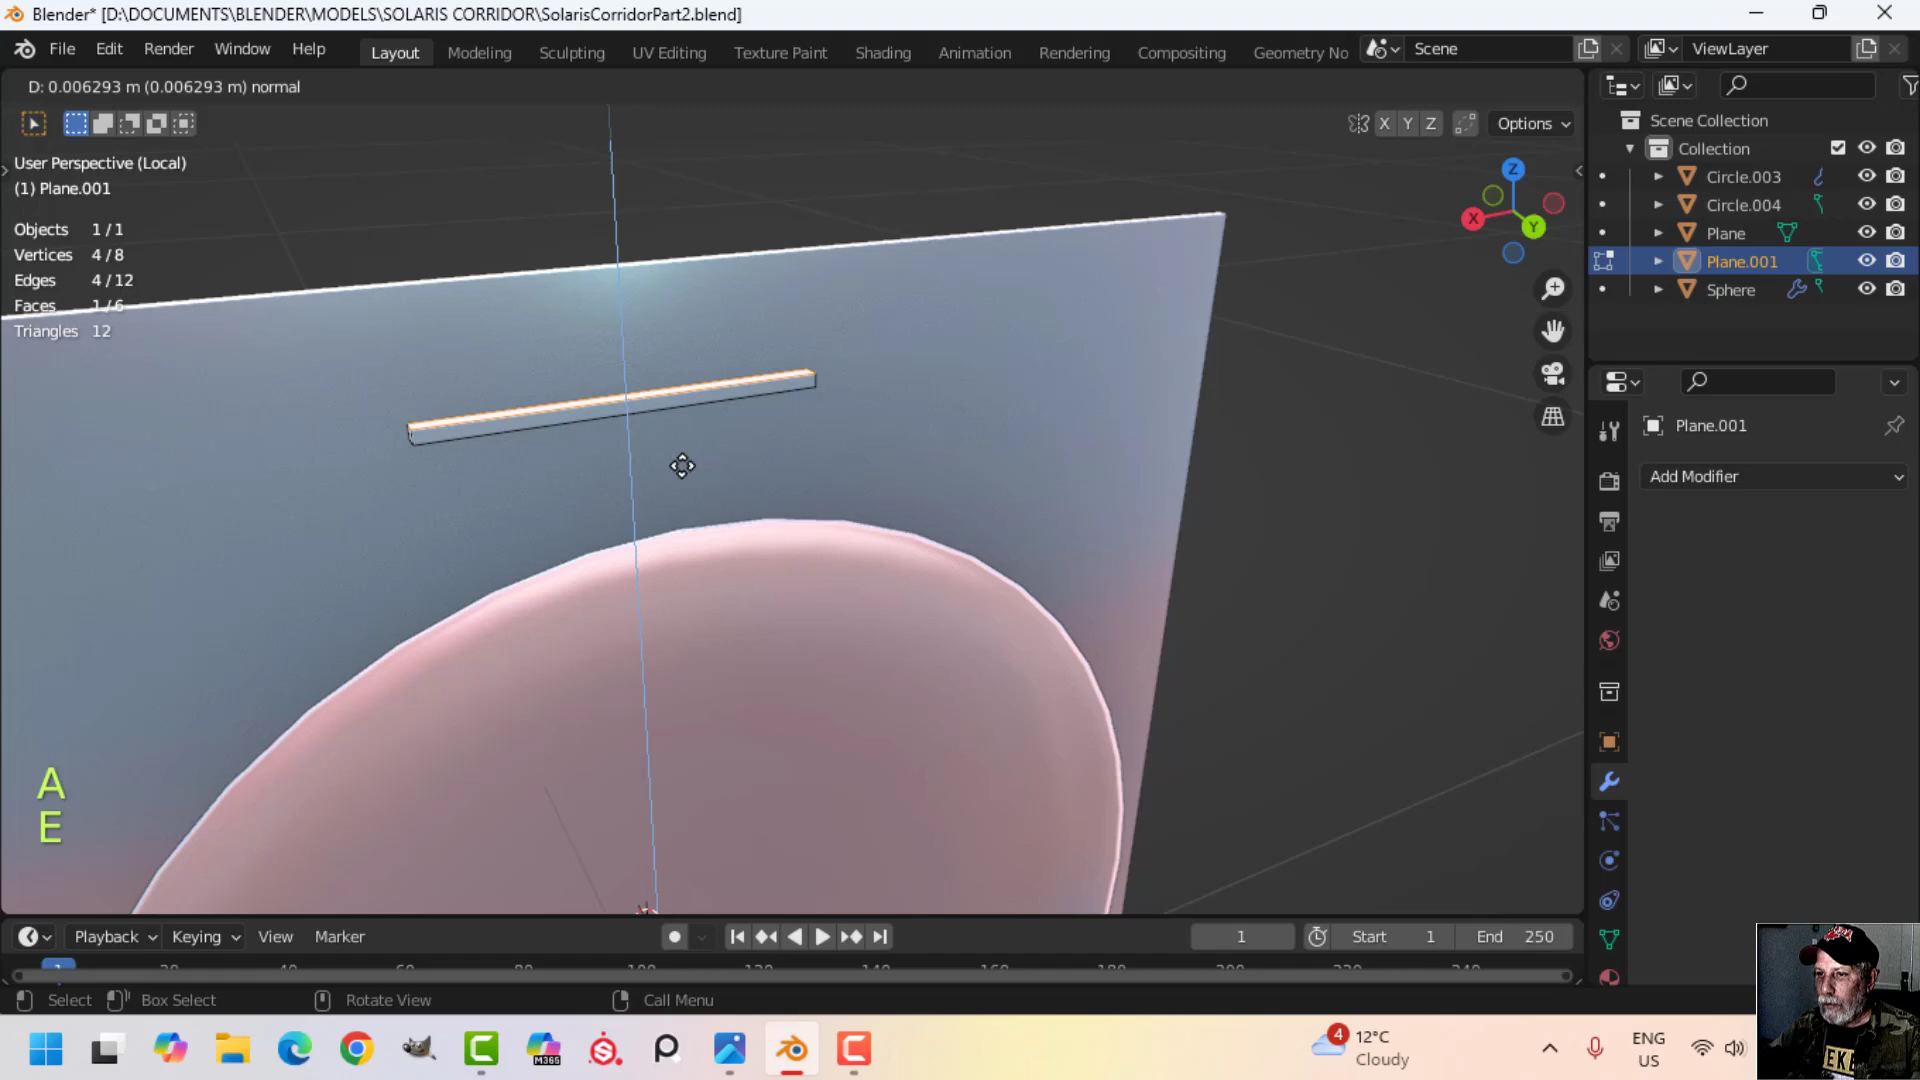 Blender* [D:\DOCUMENTS\BLENDER\MODELS\SOLARIS CORRIDOR\SolarisCorridorPart2.blend]
File Edit Render Window Help Layout Modeling Sculpting UV Editing Texture Paint Shading Animation Rendering Compositing Geometry No Scene ViewLayer
D: 0.006293 m (0.006293 m) normal
X Y Z Options
User Perspective (Local)
(1) Plane.001
Objects 1 / 1
Vertices 4 / 8
Edges 4 / 12
Faces 1 / 6
Triangles 12
Z
X
Y
A
E
Scene Collection
Collection
Circle.003
Circle.004
Plane
Plane.001
Sphere
Plane.001
Add Modifier
Playback Keying View Marker 1 Start 1 End 250
Select Box Select Rotate View Call Menu
M365
4
12°C
Cloudy
ENG
US